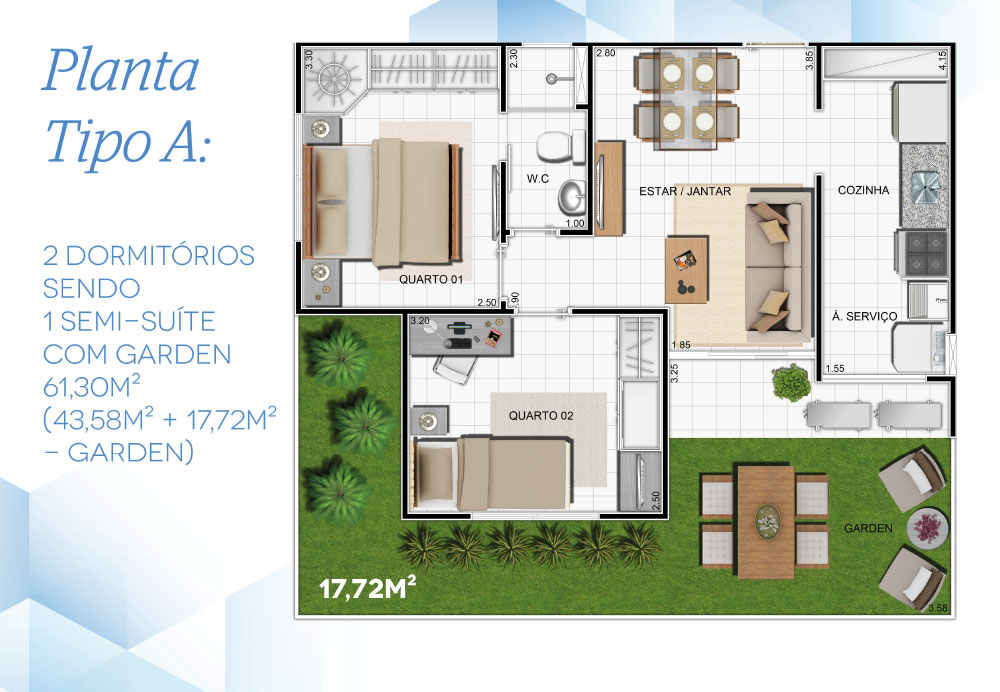 Planta
Tipo A:
2 DORMITÓRIOS
SENDO
1 SEMI-SUÍTE
COM GARDEN
61,30M²
(43,58M² + 17,72M²
- GARDEN)
3.30
2.30
2.80
3.85
4.15
W.C
1.00
ESTAR / JANTAR
COZINHA
QUARTO 01
2.50
.90
Á. SERVIÇO
3.20
1.85
3.25
1.55
QUARTO 02
2.50
GARDEN
17,72M²
3.58